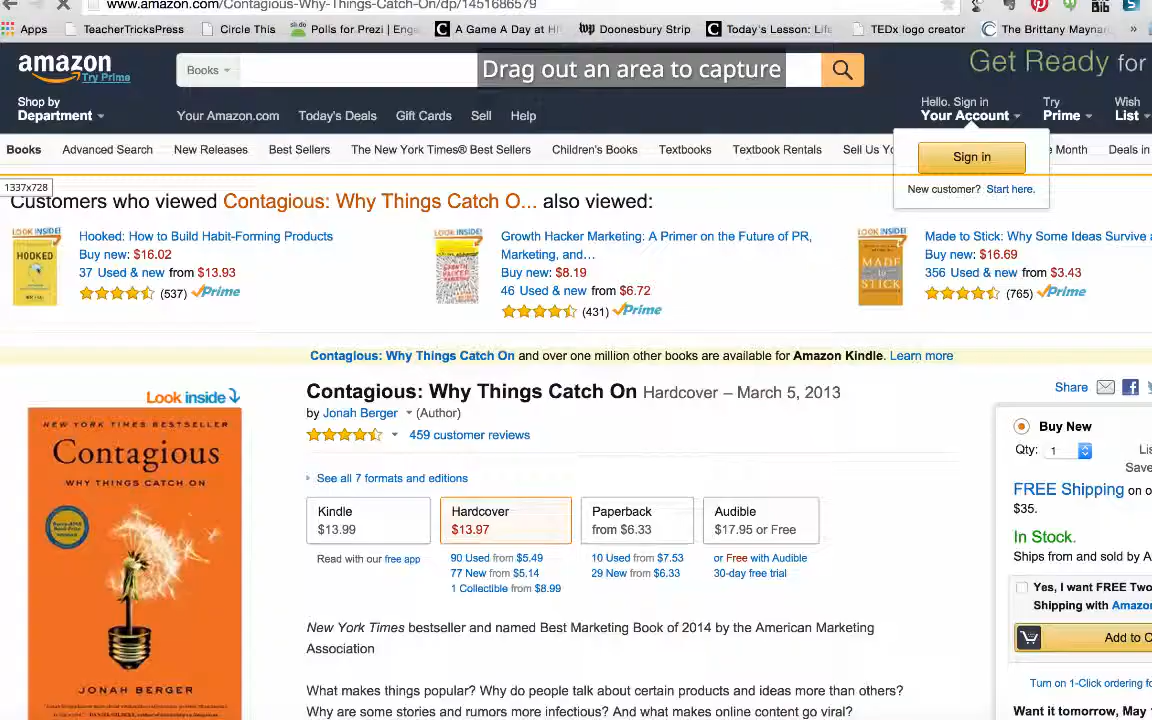 www.amazon.com/Contagious-Why-Things-Catch-On/dp/1451686579
Apps TeacherTricksPress Circle This Polls for Prezi | Enga A Game A Day at Doonesbury Strip Today's Lesson: Life TEDx logo creator The Brittany Maynar »
amazon
Try Prime
Books
Drag out an area to capture
Get Ready for
Shop by
Department
Your Amazon.com Today's Deals Gift Cards Sell Help
Hello. Sign in
Your Account
Try
Prime
Wish
List
Books Advanced Search New Releases Best Sellers The New York Times® Best Sellers Children's Books Textbooks Textbook Rentals Sell Us Month Deals in
Sign in
New customer? Start here.
1337x728
Customers who viewed Contagious: Why Things Catch O... also viewed:
LOOK INSIDE!
HOOKED
Hooked: How to Build Habit-Forming Products
Buy new: $16.02
37 Used & new from $13.93
(537) Prime
LOOK INSIDE!
Growth Hacker Marketing: A Primer on the Future of PR,
Marketing, and…
Buy new: $8.19
46 Used & new from $6.72
(431) Prime
LOOK INSIDE!
MADE
to
STICK
Made to Stick: Why Some Ideas Survive a
Buy new: $16.69
356 Used & new from $3.43
(765) Prime
Contagious: Why Things Catch On and over one million other books are available for Amazon Kindle. Learn more
Look inside
NEW YORK TIMES BESTSELLER
Contagious
WHY THINGS CATCH ON
JONAH BERGER
Contagious: Why Things Catch On Hardcover – March 5, 2013
by Jonah Berger (Author)
459 customer reviews
See all 7 formats and editions
Kindle
$13.99
Hardcover
$13.97
Paperback
from $6.33
Audible
$17.95 or Free
Read with our free app
90 Used from $5.49
77 New from $5.14
1 Collectible from $8.99
10 Used from $7.53
29 New from $6.33
or Free with Audible
30-day free trial
New York Times bestseller and named Best Marketing Book of 2014 by the American Marketing
Association
What makes things popular? Why do people talk about certain products and ideas more than others?
Why are some stories and rumors more infectious? And what makes online content go viral?
Share
Buy New
Qty: 1
Lis
Save
FREE Shipping on o
$35.
In Stock.
Ships from and sold by A
Yes, I want FREE Two
Shipping with Amazon
Add to C
Turn on 1-Click ordering fo
Want it tomorrow, May